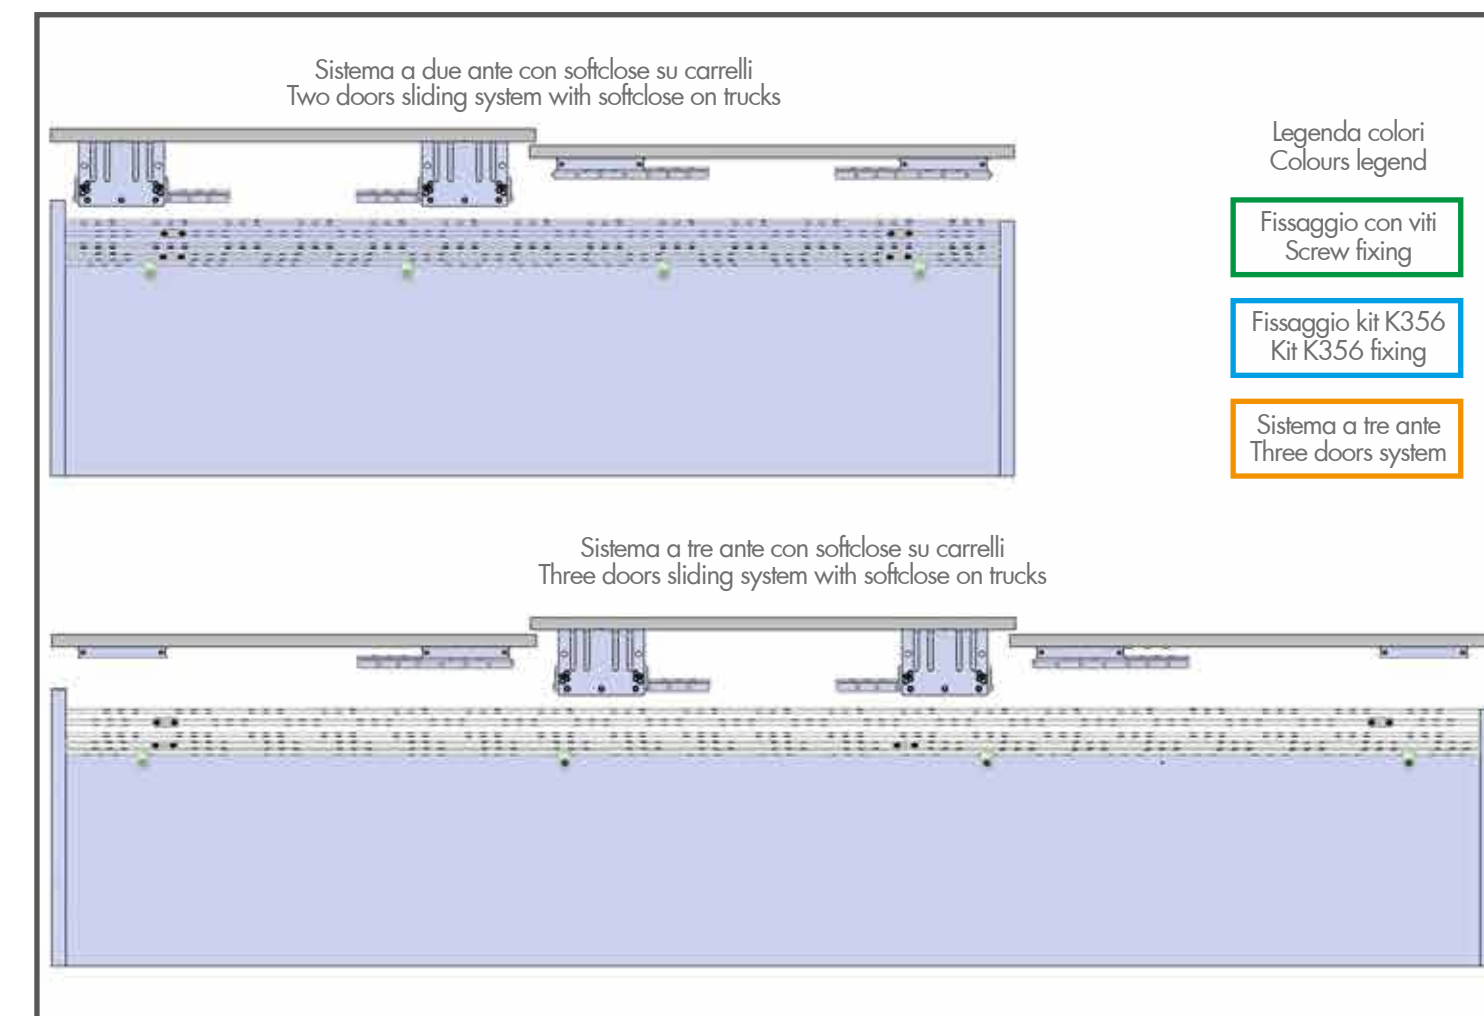 Sistema a due ante con softclose su carrelli
Two doors sliding system with softclose on trucks
Legenda colori
Colours legend
Fissaggio con viti
Screw fixing
Fissaggio kit K356
Kit K356 fixing
Sistema a tre ante
Three doors system
Sistema a tre ante con softclose su carrelli
Three doors sliding system with softclose on trucks